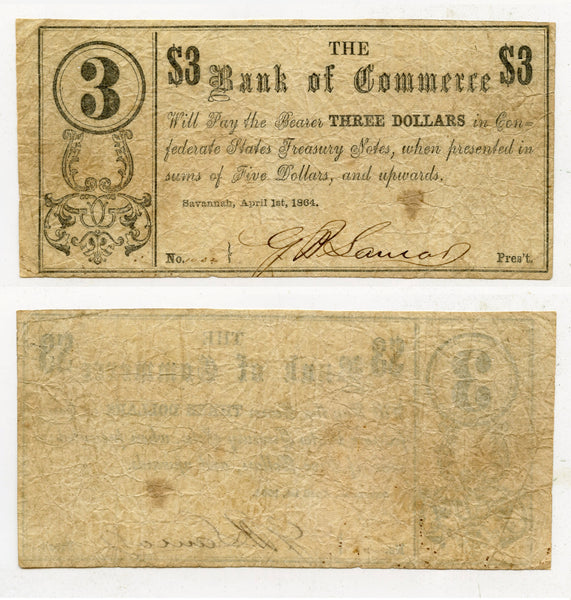 3
$3 THE $3
Bank of Commerce
Will Pay the Bearer THREE DOLLARS in Con-
federate States Treasury Notes, when presented in
sums of Five Dollars, and upwards.
Savannah, April 1st, 1864.
No. Pres't.